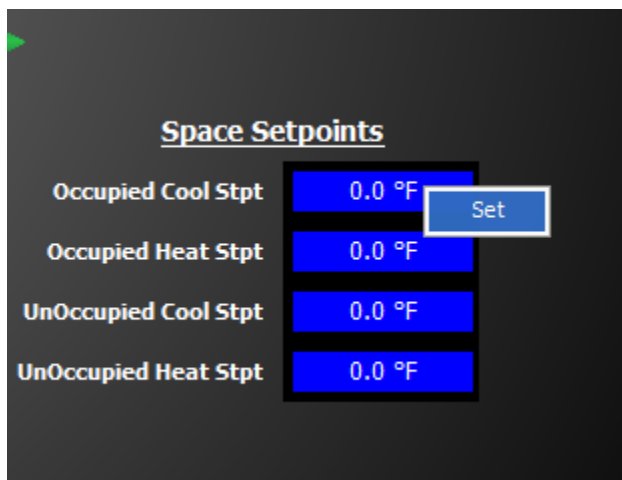 Space Setpoints
Occupied Cool Stpt 0.0 °F
Set
Occupied Heat Stpt 0.0 °F
UnOccupied Cool Stpt 0.0 °F
UnOccupied Heat Stpt 0.0 °F